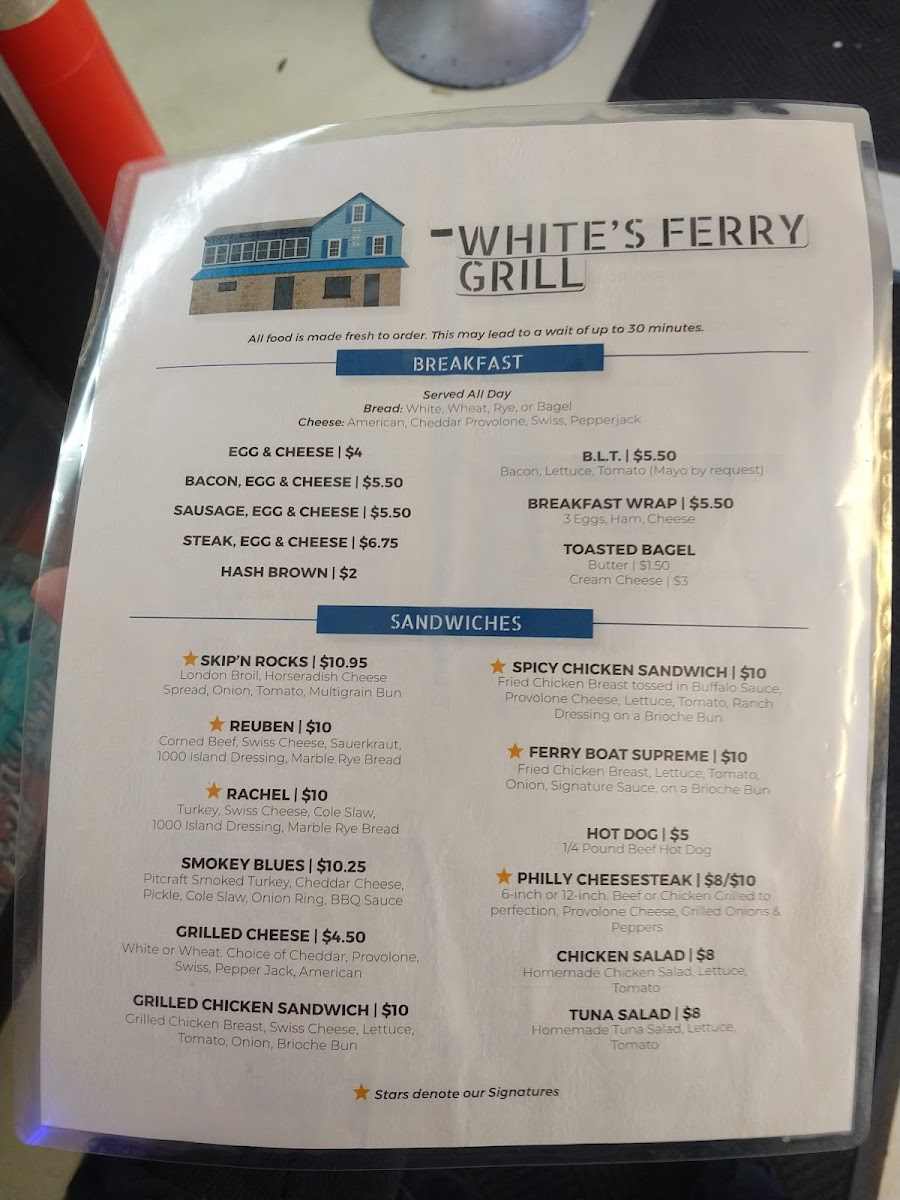 WHITE'S FERRY
GRILL
All food is made fresh to order. This may lead to a wait of up to 30 minutes.
BREAKFAST
Served All Day
Bread: White, Wheat, Rye, or Bagel
Cheese: American, Cheddar Provolone, Swiss, Pepperjack
EGG & CHEESE | $4
BACON, EGG & CHEESE | $5.50
SAUSAGE, EGG & CHEESE | $5.50
STEAK, EGG & CHEESE | $6.75
HASH BROWN | $2
B.L.T. | $5.50
Bacon, Lettuce, Tomato (Mayo by request)
BREAKFAST WRAP | $5.50
3 Eggs, Ham, Cheese
TOASTED BAGEL
Butter | $1.50
Cream Cheese | $3
SANDWICHES
SKIP'N ROCKS | $10.95
London Broil, Horseradish Cheese
Spread, Onion, Tomato, Multigrain Bun
REUBEN | $10
Corned Beef, Swiss Cheese, Sauerkraut,
1000 Island Dressing, Marble Rye Bread
RACHEL | $10
Turkey, Swiss Cheese, Cole Slaw,
1000 Island Dressing, Marble Rye Bread
SMOKEY BLUES | $10.25
Pitcraft Smoked Turkey, Cheddar Cheese,
Pickle, Cole Slaw, Onion Ring, BBQ Sauce
GRILLED CHEESE | $4.50
White or Wheat. Choice of Cheddar, Provolone,
Swiss, Pepper Jack, American
GRILLED CHICKEN SANDWICH | $10
Grilled Chicken Breast, Swiss Cheese, Lettuce,
Tomato, Onion, Brioche Bun
SPICY CHICKEN SANDWICH | $10
Fried Chicken Breast tossed in Buffalo Sauce,
Provolone Cheese, Lettuce, Tomato, Ranch
Dressing on a Brioche Bun
FERRY BOAT SUPREME | $10
Fried Chicken Breast, Lettuce, Tomato,
Onion, Signature Sauce, on a Brioche Bun
HOT DOG | $5
1/4 Pound Beef Hot Dog
PHILLY CHEESESTEAK | $8/$10
6-inch or 12-inch. Beef or Chicken Grilled to
perfection, Provolone Cheese, Grilled Onions &
Peppers
CHICKEN SALAD | $8
Homemade Chicken Salad, Lettuce,
Tomato
TUNA SALAD | $8
Homemade Tuna Salad, Lettuce,
Tomato
Stars denote our Signatures